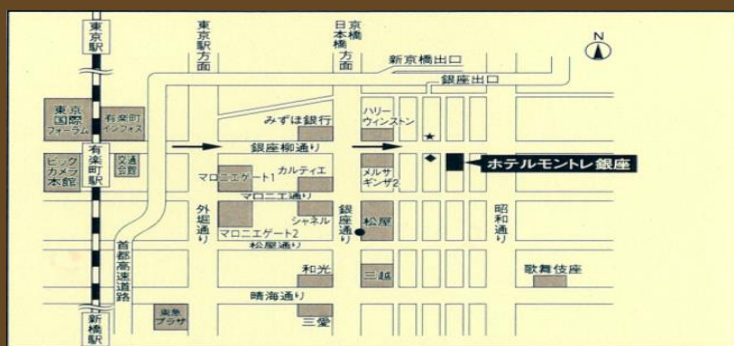 東京駅
東京駅方面
日本橋
京橋
方面
新京橋出口
銀座出口
N
東京
国際
フォーラム
有楽町
インフォス
みずほ銀行
ハリー
ウィンストン
銀座柳通り
有楽町駅
ビック
カメラ
本館
交通
会館
マロニエゲート1
カルティエ
メルサ
ギンザ2
ホテルモントレ銀座
マロニエ通り
シャネル
マロニエゲート2
松屋通り
外堀通り
銀座通り
松屋
昭和通り
首都高速道路
和光
三越
歌舞伎座
晴海通り
新橋駅
東急
プラザ
三愛